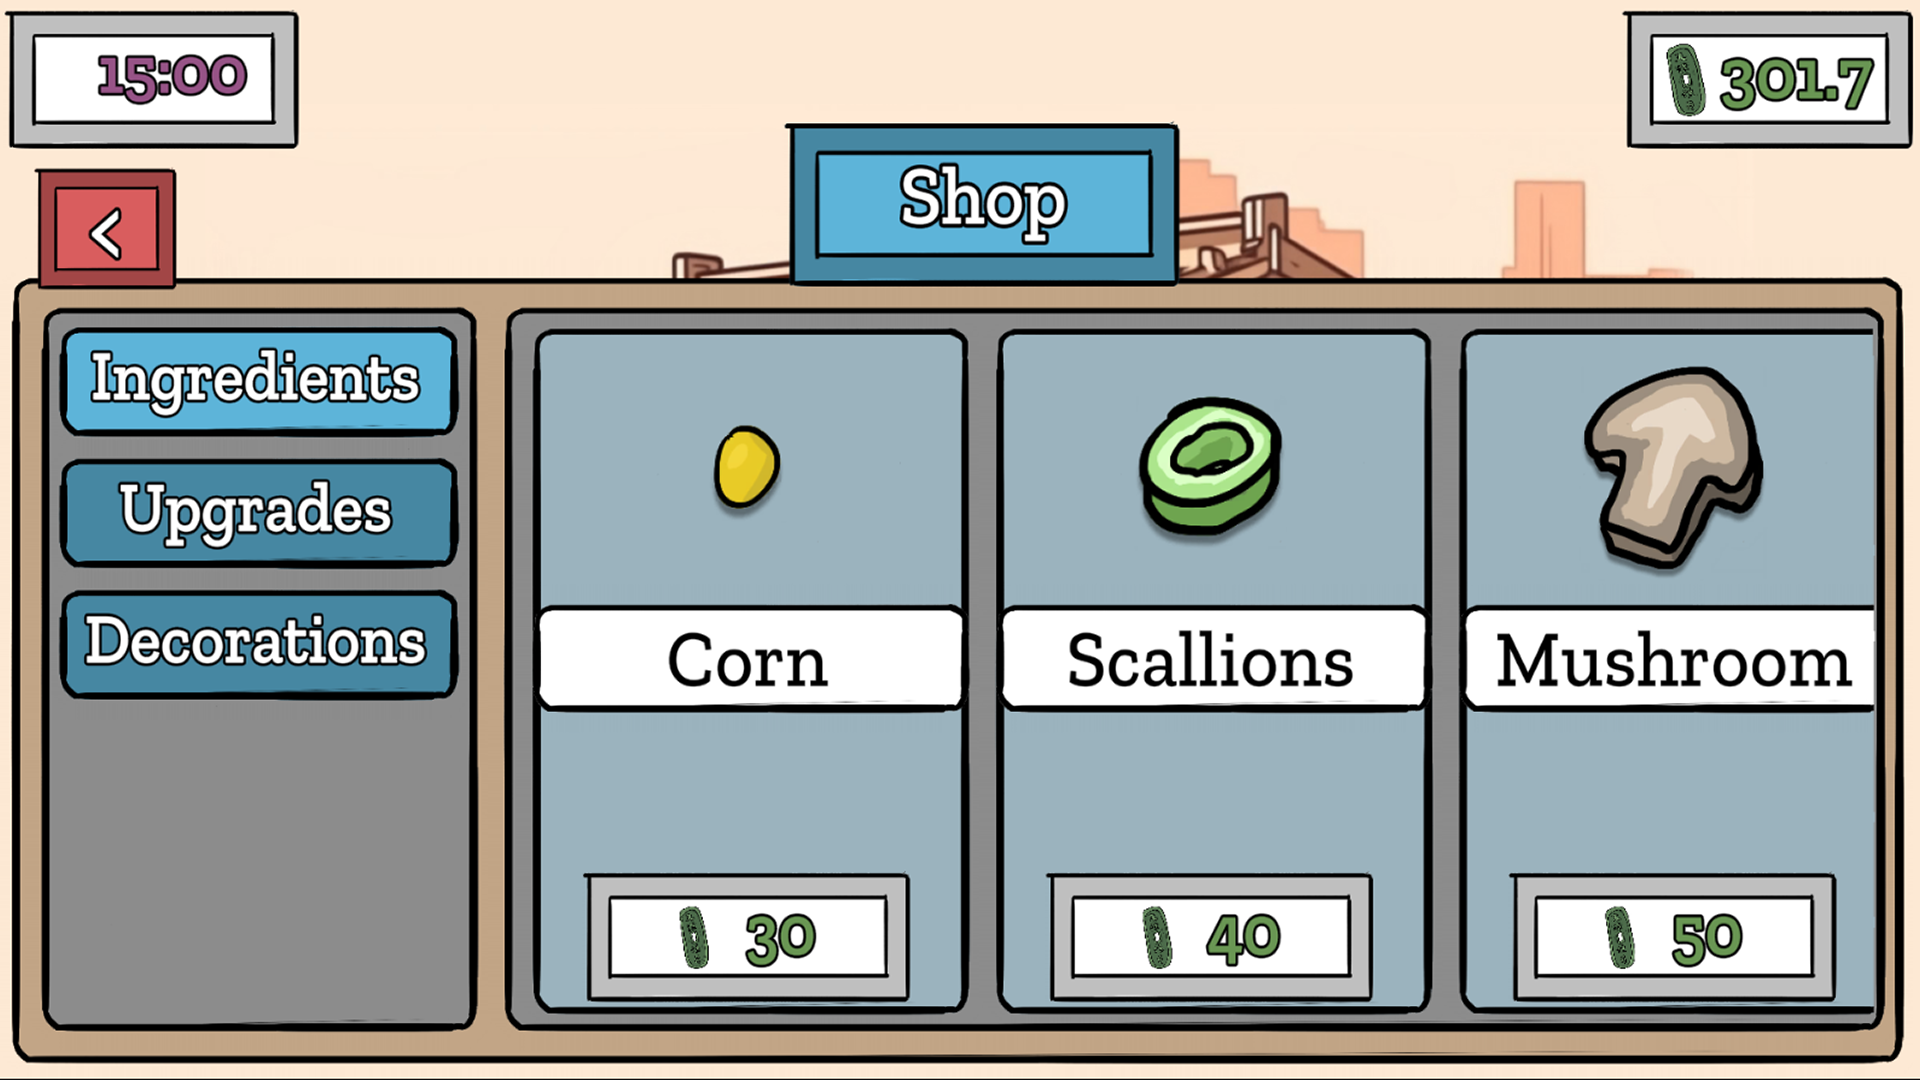 15:00
301.7
Shop
<
Ingredients
Upgrades
Decorations
Corn
Scallions
Mushroom
30
40
50